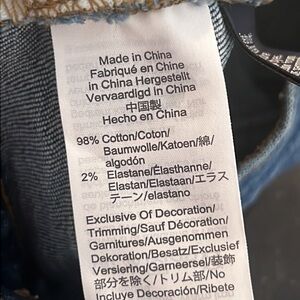 Made in China
Fabriqué en Chine
in China Hergestellt
Vervaardigd in China
中国製
Hecho en China
98% Cotton/Coton/
Baumwolle/Katoen/綿/
algodón
2% Elastane/Élasthanne/
Elastan/Elastaan/エラス
テーン/elastano
Exclusive Of Decoration/
Trimming/Sauf Décoration/
Garnitures/Ausgenommen
Dekoration/Besatz/Exclusief
Versiering/Garneersel/装飾
部分を除く/トリム部/No
Incluye Decoración/Ribete